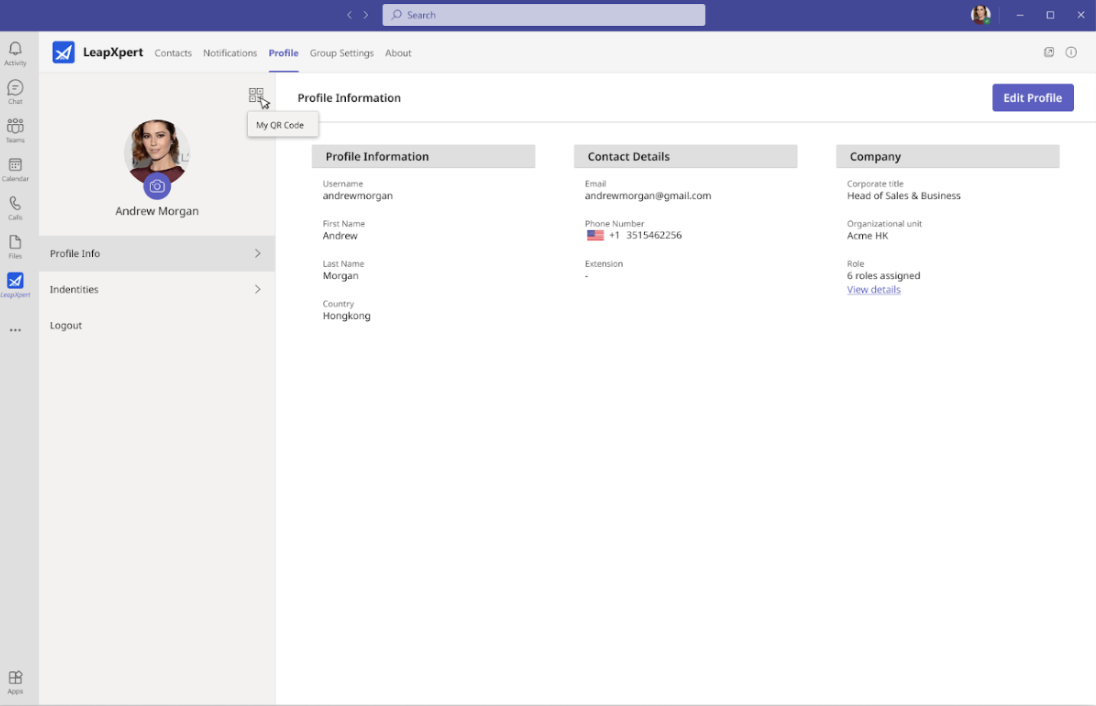 Search
Activity
Chat
Teams
Calendar
Calls
Files
LeapXpert
Apps
LeapXpert
Contacts
Notifications
Profile
Group Settings
About
My QR Code
Andrew Morgan
Profile Info
Indentities
Logout
Profile Information
Edit Profile
Profile Information
Username
andrewmorgan
First Name
Andrew
Last Name
Morgan
Country
Hongkong
Contact Details
Email
andrewmorgan@gmail.com
Phone Number
+1 3515462256
Extension
-
Company
Corporate title
Head of Sales & Business
Organizational unit
Acme HK
Role
6 roles assigned
View details